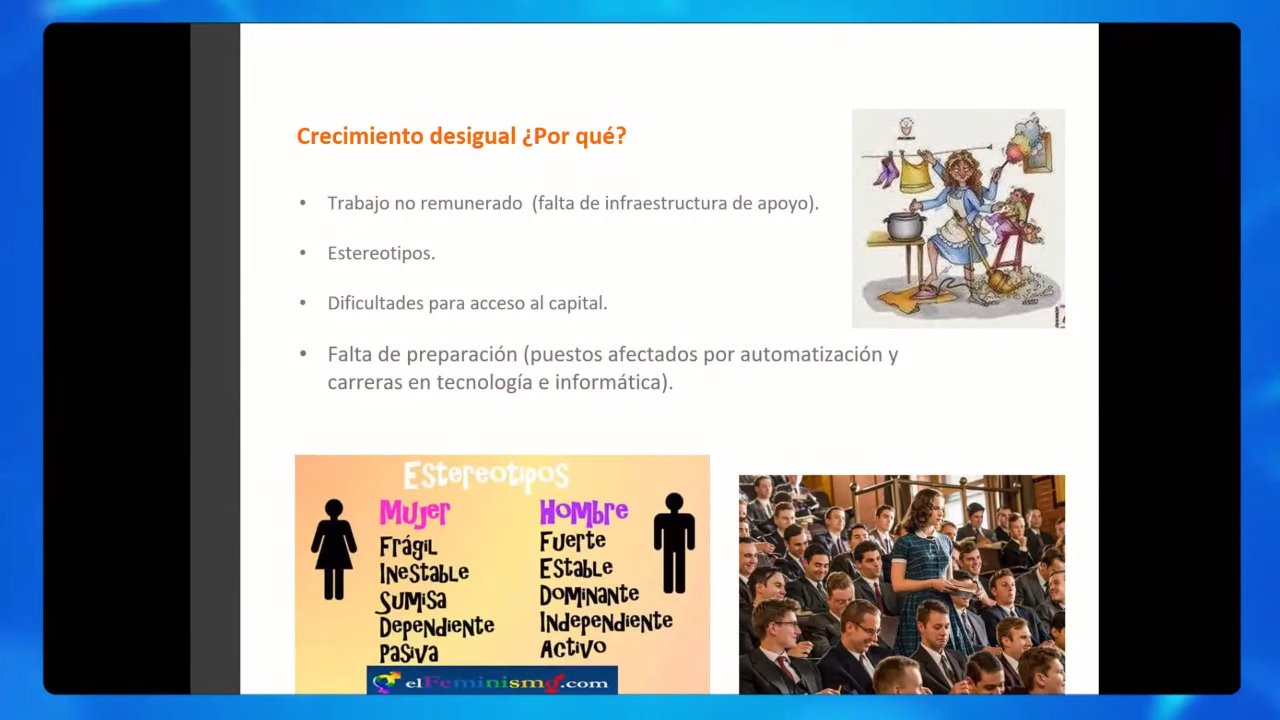 Crecimiento desigual ¿Por qué?
• Trabajo no remunerado (falta de infraestructura de apoyo).
• Estereotipos.
• Dificultades para acceso al capital.
• Falta de preparación (puestos afectados por automatización y
carreras en tecnología e informática).
Estereotipos
Mujer
Frágil
Inestable
Sumisa
Dependiente
Pasiva
Hombre
Fuerte
Estable
Dominante
Independiente
Activo
elFeminismo.com